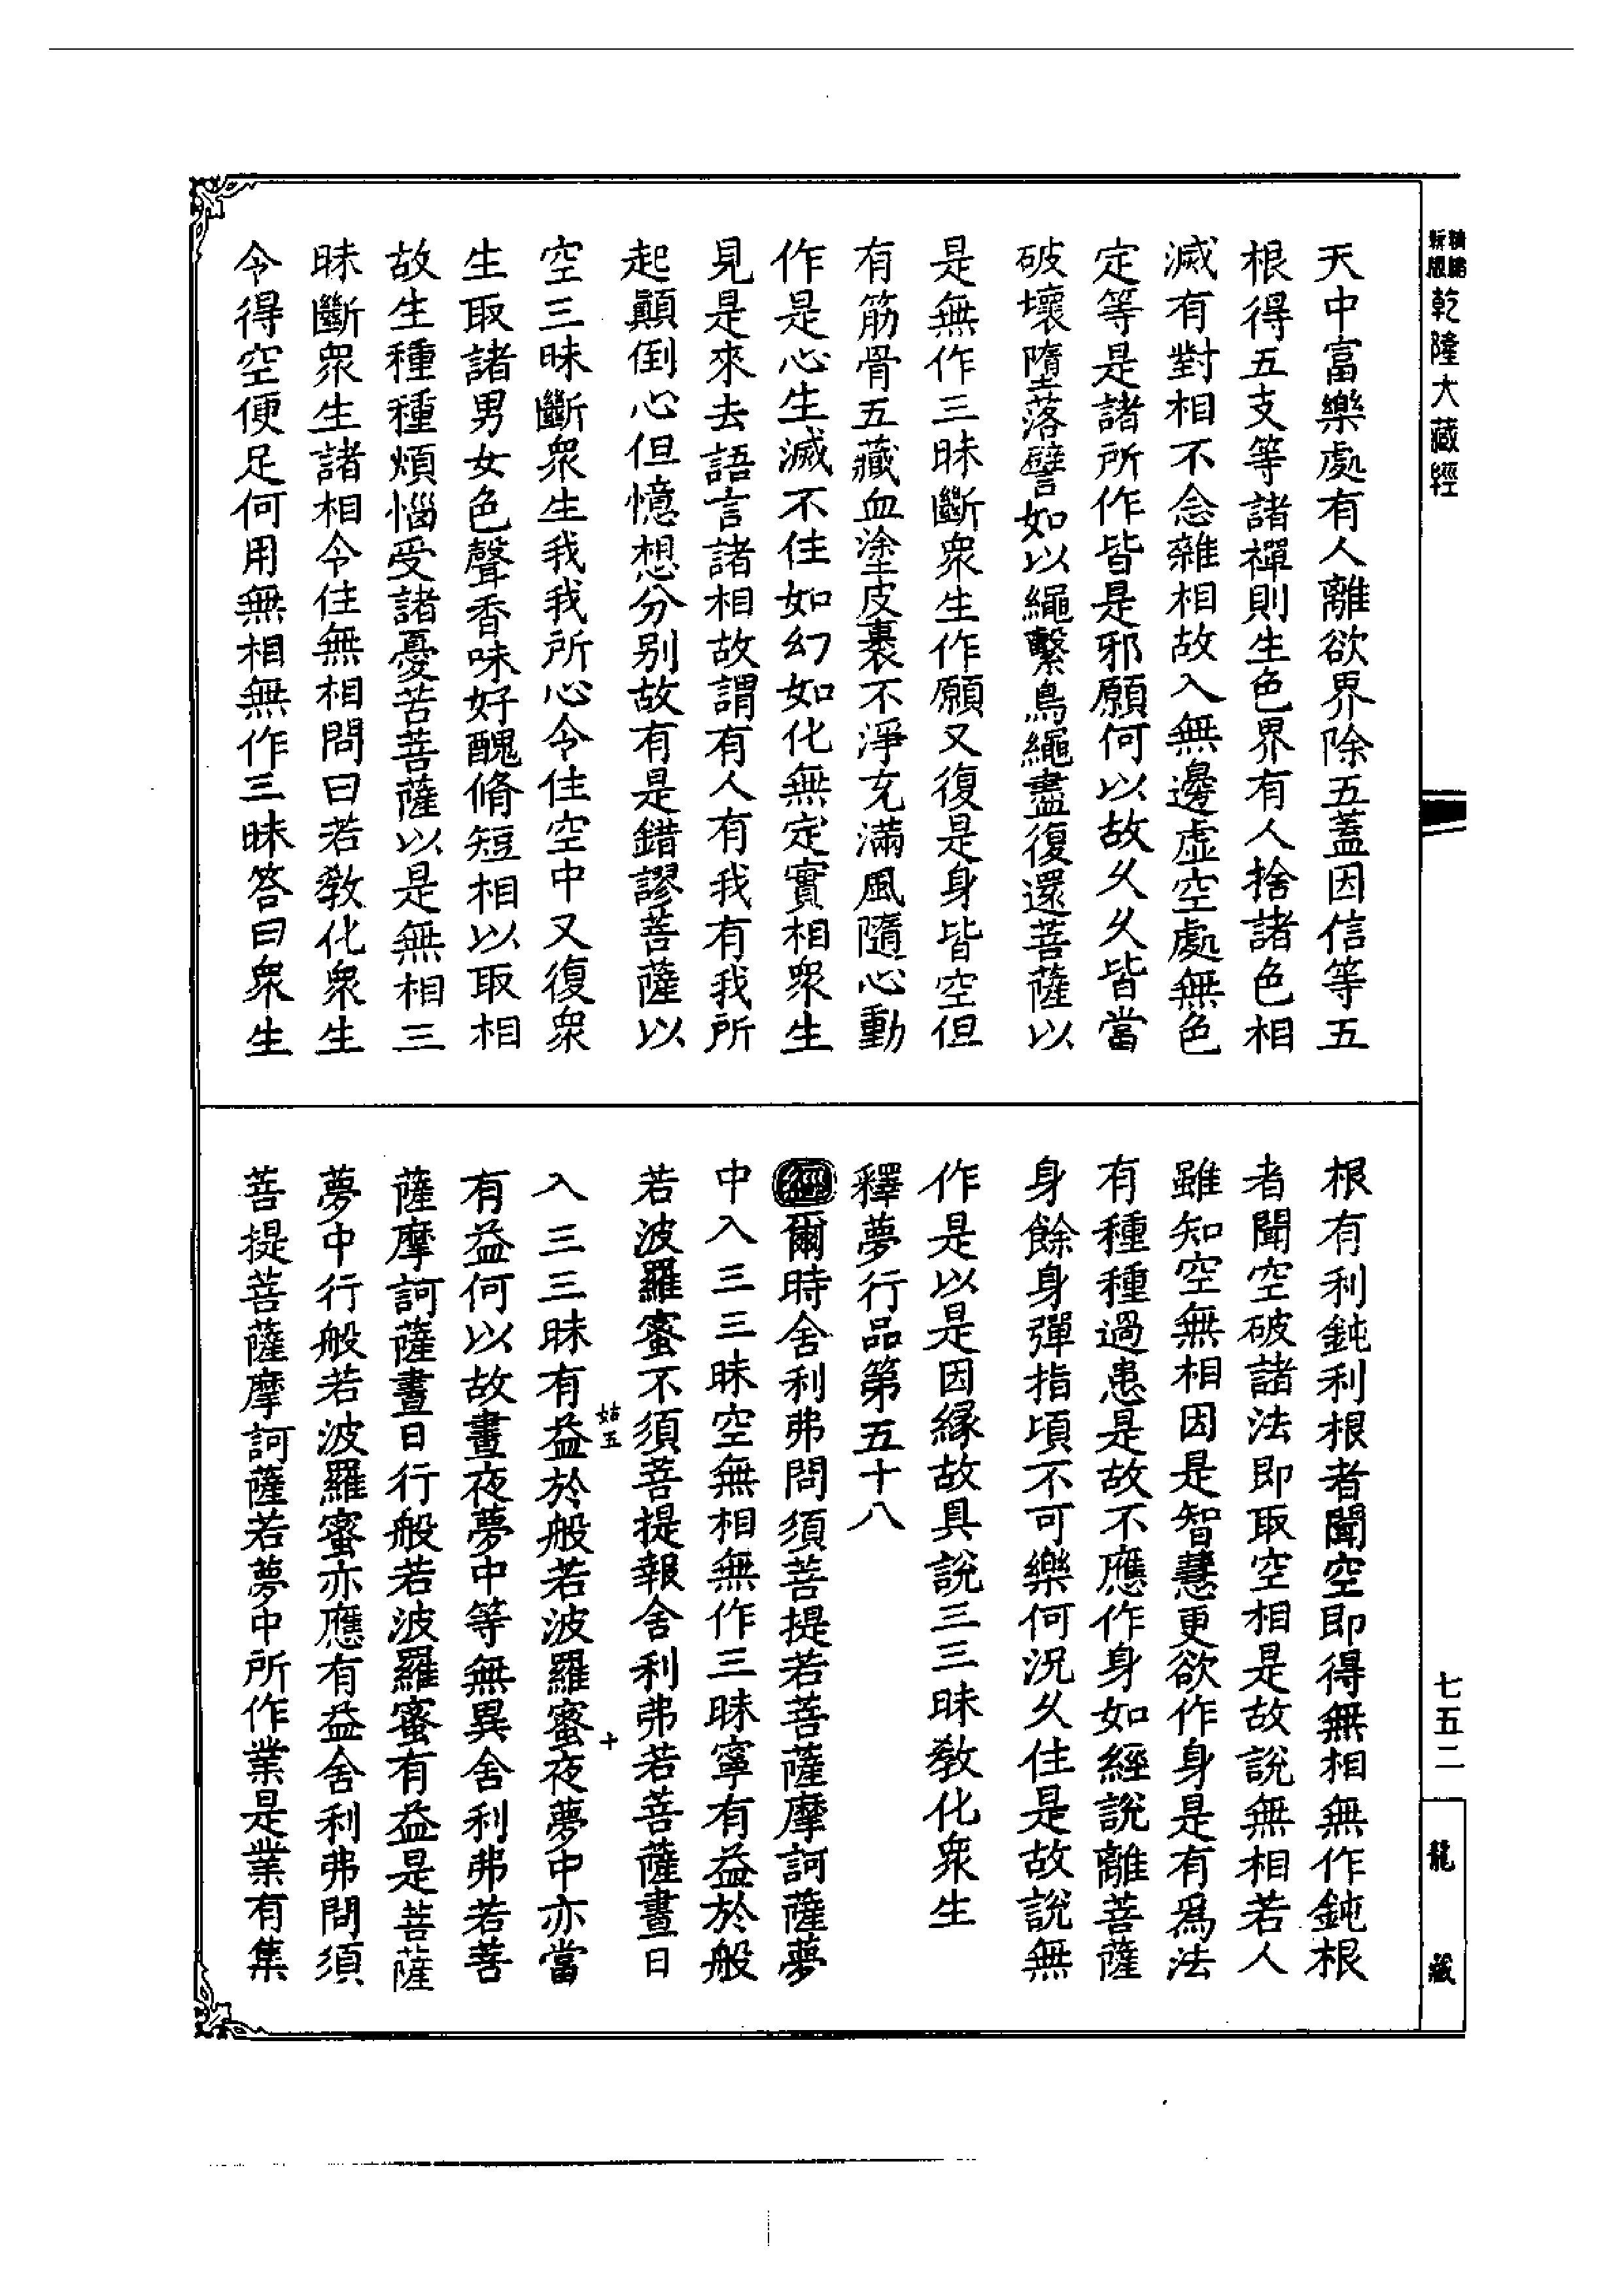 新版精縮乾隆大藏經
天中富樂處有人離欲界除五蓋因信等五
根得五支等諸禪則生色界有人捨諸色相
滅有對相不念雜相故入無邊虛空處無色
定等是諸所作皆是邪願何以故久久皆當
破壞墮落譬如以繩繫鳥繩盡復還菩薩以
是無作三昧斷衆生作願又復是身皆空但
有筋骨五藏血塗皮裹不淨充滿風隨心動
作是心生滅不住如幻如化無定實相衆生
見是來去語言諸相故謂有人有我有我所
起顚倒心但憶想分别故有是錯謬菩薩以
空三昧斷衆生我我所心令住空中又復衆
生取諸男女色聲香味好醜脩短相以取相
故生種種煩惱受諸憂苦菩薩以是無相三
昧斷衆生諸相令住無相問曰若敎化衆生
令得空便足何用無相無作三昧答曰衆生
根有利鈍利根者聞空即得無相無作鈍根
者聞空破諸法即取空相是故說無相若人
雖知空無相因是智慧更欲作身是有爲法
有種種過患是故不應作身如經說離菩薩
身餘身彈指頃不可樂何況久住是故說無
作是以是因緣故具說三三昧敎化衆生
釋夢行品第五十八
經爾時舍利弗問須菩提若菩薩摩訶薩夢
中入三三昧空無相無作三昧寧有益於般
若波羅蜜不須菩提報舍利弗若菩薩晝日
姑五
十
入三三昧有益於般若波羅蜜夜夢中亦當
有益何以故晝夜夢中等無異舍利弗若菩
薩摩訶薩晝日行般若波羅蜜有益是菩薩
夢中行般若波羅蜜亦應有益舍利弗問須
菩提菩薩摩訶薩若夢中所作業是業有集
七五二
龍藏